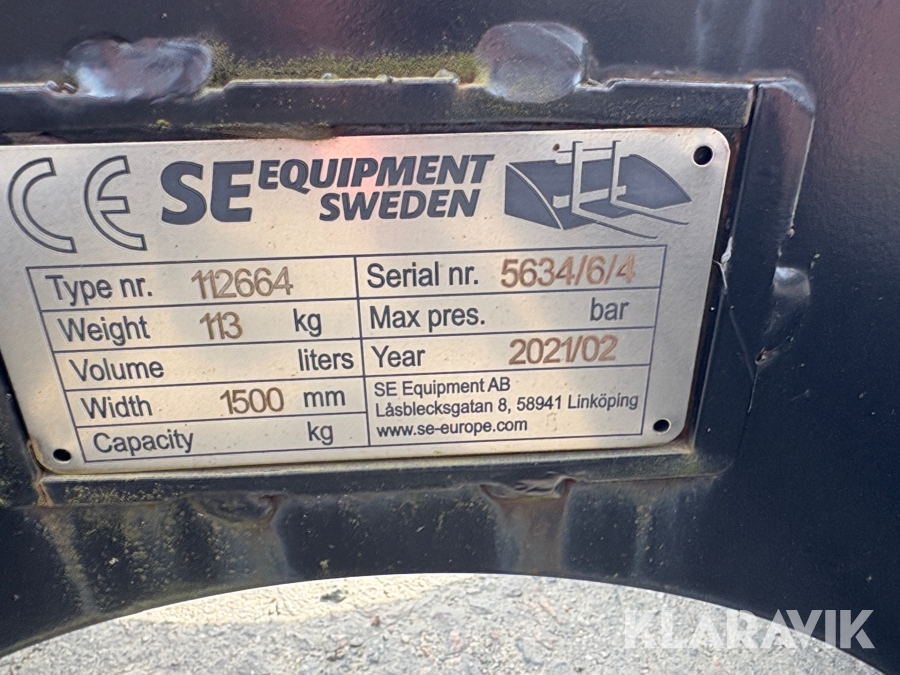 CE SE EQUIPMENT
SWEDEN
Type nr. 112664
Serial nr. 5634/6/4
Weight 113 kg
Max pres. bar
Volume liters
Year 2021/02
Width 1500 mm
SE Equipment AB
Låsblecksgatan 8, 58941 Linköping
www.se-europe.com
Capacity kg
KLARAVIK